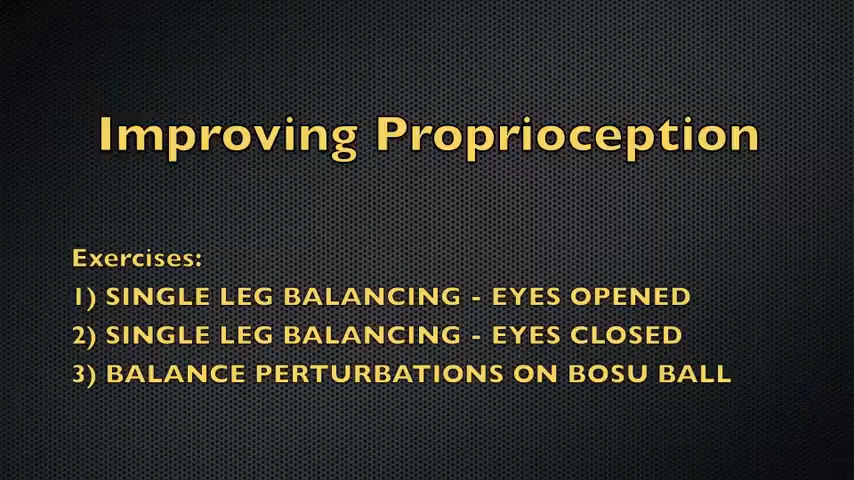 Improving Proprioception
Exercises:
1) SINGLE LEG BALANCING - EYES OPENED
2) SINGLE LEG BALANCING - EYES CLOSED
3) BALANCE PERTURBATIONS ON BOSU BALL